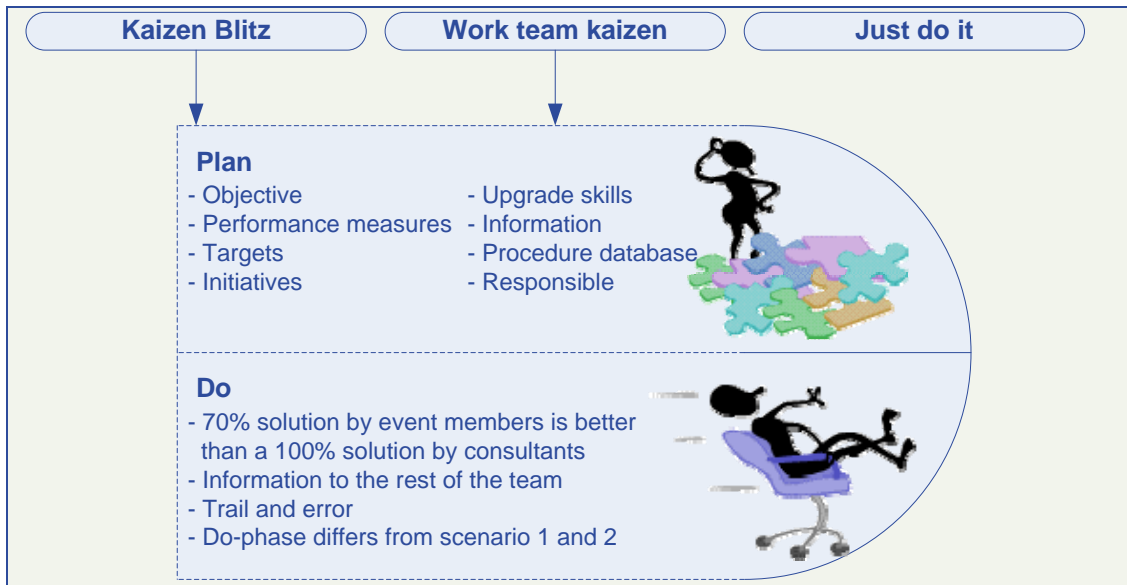 Kaizen Blitz
Work team kaizen
Just do it
Plan
- Objective
- Performance measures
- Targets
- Initiatives
- Upgrade skills
- Information
- Procedure database
- Responsible
Do
- 70% solution by event members is better
than a 100% solution by consultants
- Information to the rest of the team
- Trail and error
- Do-phase differs from scenario 1 and 2